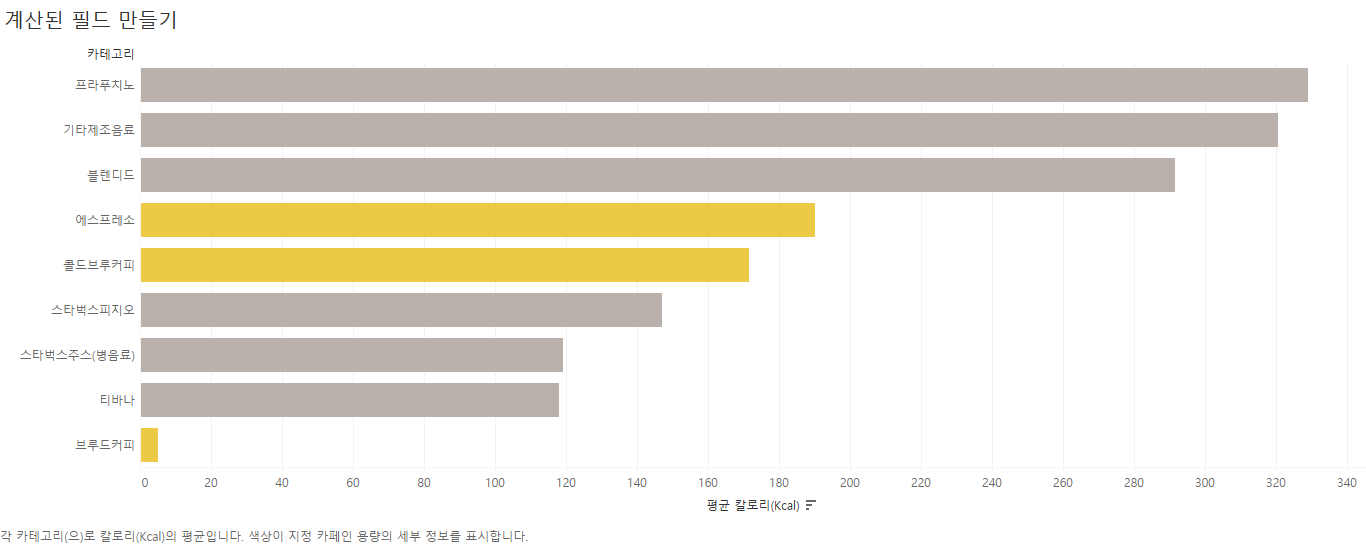 계산된 필드 만들기
카테고리
프라푸치노
기타제조음료
블렌디드
에스프레소
콜드브루커피
스타벅스피지오
스타벅스주스(병음료)
티바나
브루드커피
0 20 40 60 80 100 120 140 160 180 200 220 240 260 280 300 320 340
평균 칼로리(Kcal)
각 카테고리(으)로 칼로리(Kcal)의 평균입니다. 색상이 지정 카페인 용량의 세부 정보를 표시합니다.